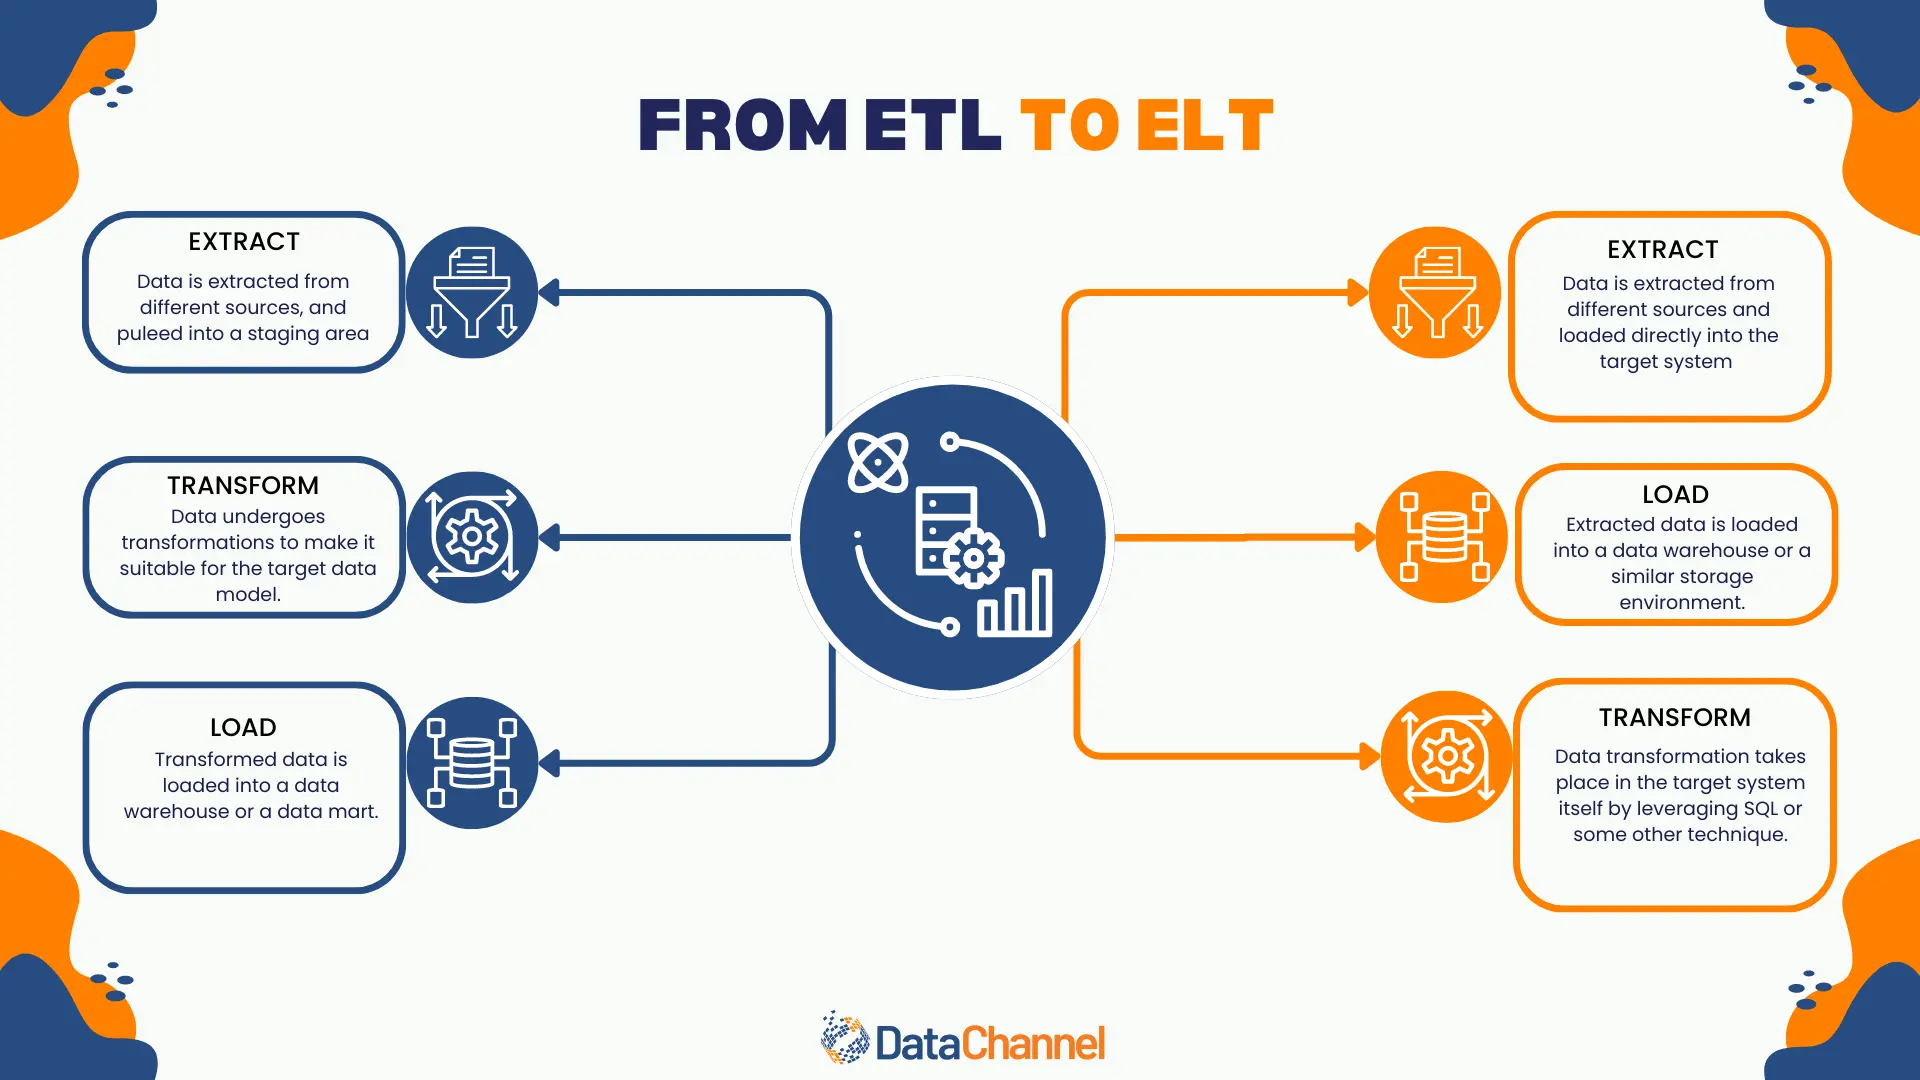 FROM ETL TO ELT
EXTRACT
Data is extracted from
different sources, and
puleed into a staging area
TRANSFORM
Data undergoes
transformations to make it
suitable for the target data
model.
LOAD
Transformed data is
loaded into a data
warehouse or a data mart.
EXTRACT
Data is extracted from
different sources and
loaded directly into the
target system
LOAD
Extracted data is loaded
into a data warehouse or a
similar storage
environment.
TRANSFORM
Data transformation takes
place in the target system
itself by leveraging SQL or
some other technique.
DataChannel